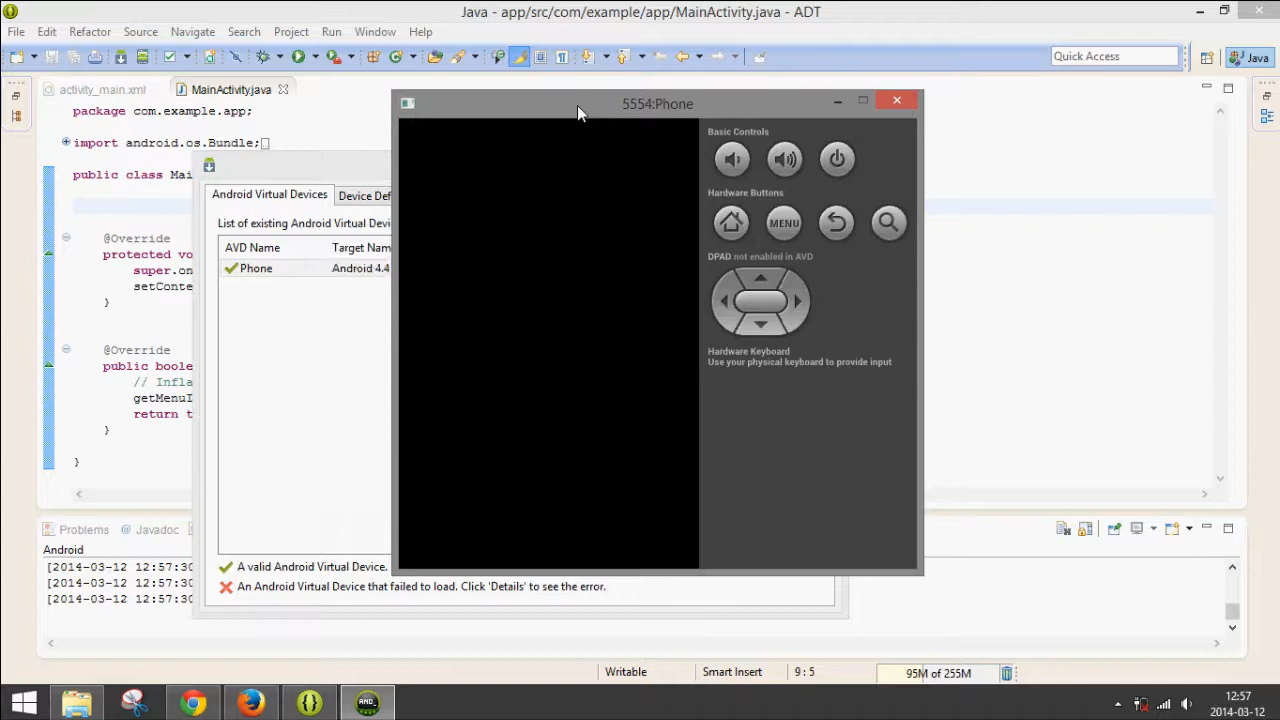 Java - app/src/com/example/app/MainActivity.java - ADT
File Edit Refactor Source Navigate Search Project Run Window Help
Quick Access
Java
activity_main.xml
MainActivity.java
package com.example.app;
import android.os.Bundle;
public class Mai
@Override
protected vo
super.on
setConte
}
@Override
public boole
// Infla
getMenuI
return t
}
}
Android Virtual Devices
Device Def
List of existing Android Virtual Devi
AVD Name
Target Nam
Phone
Android 4.4
A valid Android Virtual Device.
An Android Virtual Device that failed to load. Click 'Details' to see the error.
5554:Phone
Basic Controls
Hardware Buttons
MENU
DPAD not enabled in AVD
Hardware Keyboard
Use your physical keyboard to provide input
Problems
@ Javadoc
Android
[2014-03-12 12:57:30
[2014-03-12 12:57:30
[2014-03-12 12:57:30
Writable
Smart Insert
9 : 5
95M of 255M
12:57
2014-03-12